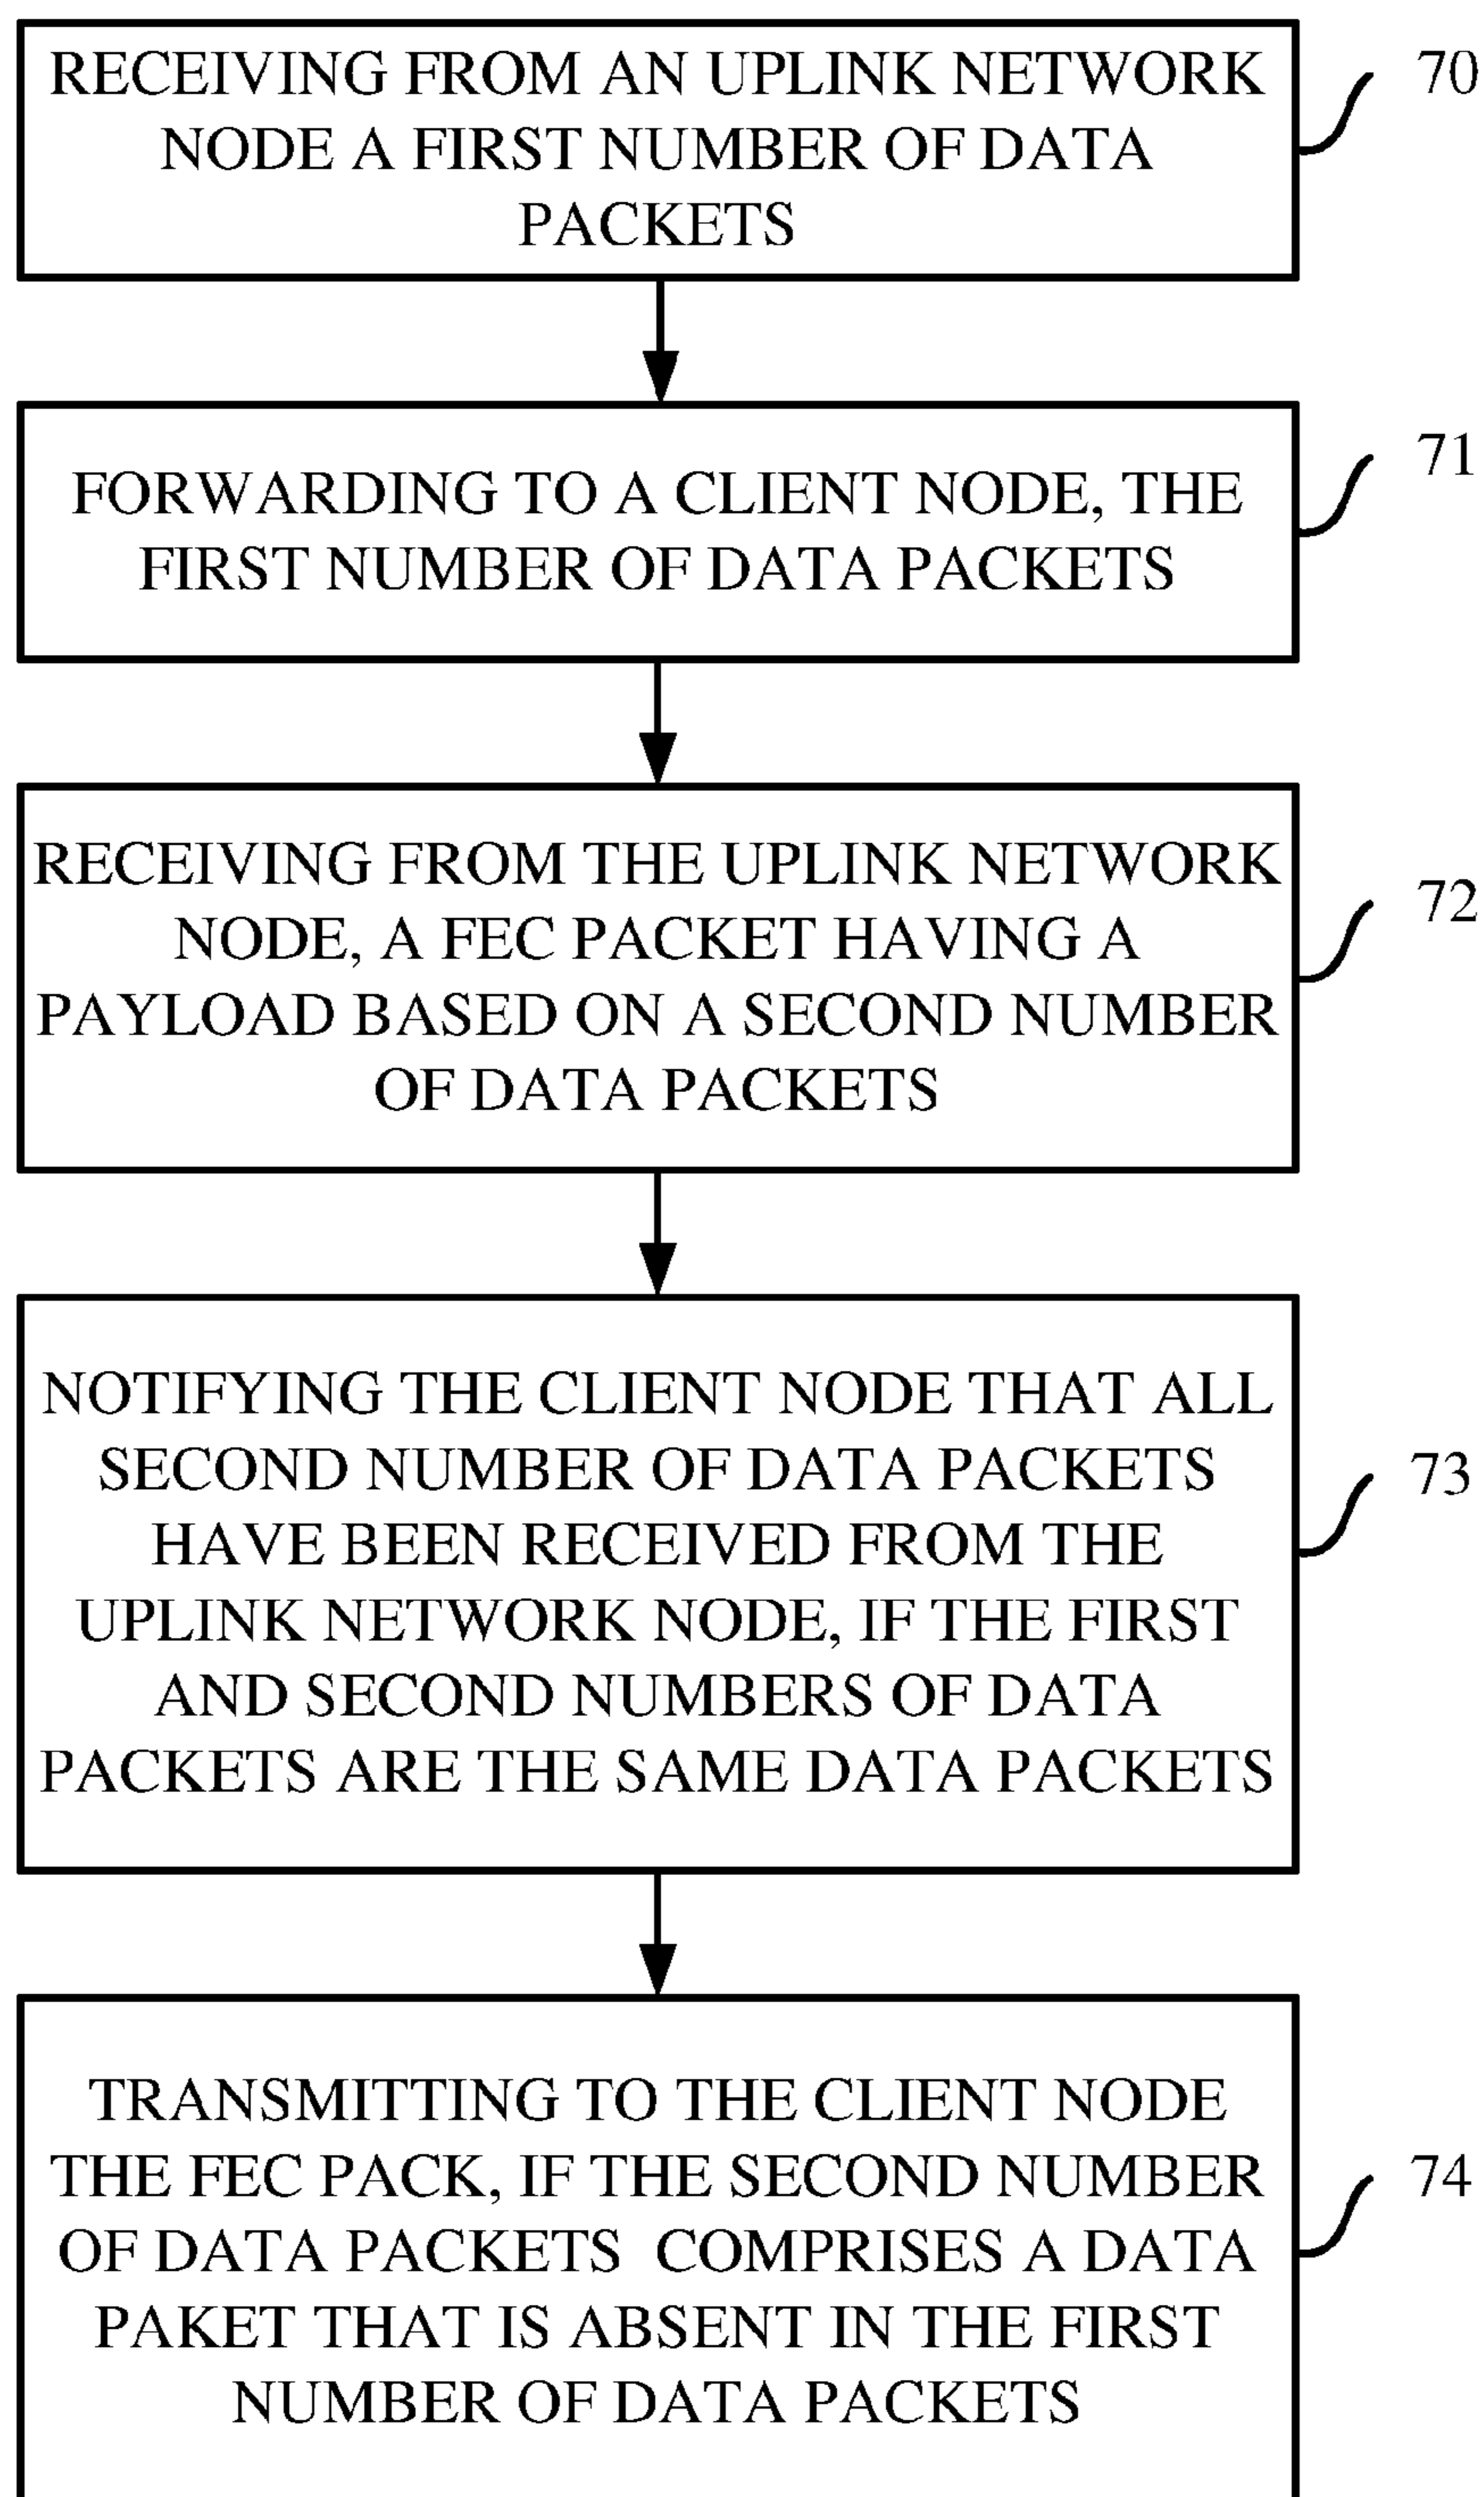 RECEIVING FROM AN UPLINK NETWORK
NODE A FIRST NUMBER OF DATA
PACKETS
70
FORWARDING TO A CLIENT NODE, THE
FIRST NUMBER OF DATA PACKETS
71
RECEIVING FROM THE UPLINK NETWORK
NODE, A FEC PACKET HAVING A
PAYLOAD BASED ON A SECOND NUMBER
OF DATA PACKETS
72
NOTIFYING THE CLIENT NODE THAT ALL
SECOND NUMBER OF DATA PACKETS
HAVE BEEN RECEIVED FROM THE
UPLINK NETWORK NODE, IF THE FIRST
AND SECOND NUMBERS OF DATA
PACKETS ARE THE SAME DATA PACKETS
73
TRANSMITTING TO THE CLIENT NODE
THE FEC PACK, IF THE SECOND NUMBER
OF DATA PACKETS COMPRISES A DATA
PAKET THAT IS ABSENT IN THE FIRST
NUMBER OF DATA PACKETS
74